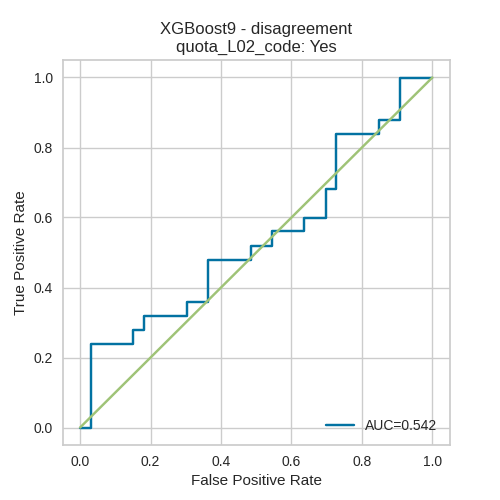 XGBoost9 - disagreement
quota_L02_code: Yes
True Positive Rate
1.0
0.8
0.6
0.4
0.2
0.0
AUC=0.542
0.0 0.2 0.4 0.6 0.8 1.0
False Positive Rate